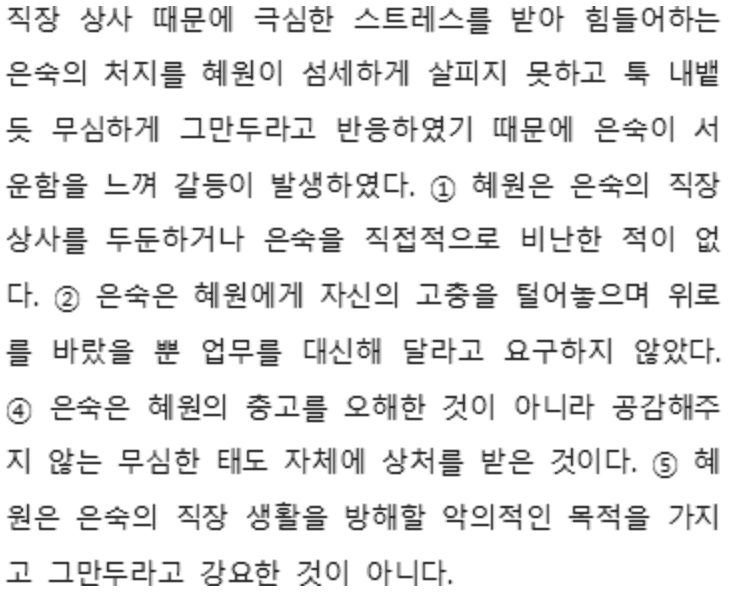 직장 상사 때문에 극심한 스트레스를 받아 힘들어하는
은숙의 처지를 혜원이 섬세하게 살피지 못하고 툭 내뱉
듯 무심하게 그만두라고 반응하였기 때문에 은숙이 서
운함을 느껴 갈등이 발생하였다. ① 혜원은 은숙의 직장
상사를 두둔하거나 은숙을 직접적으로 비난한 적이 없
다. ② 은숙은 혜원에게 자신의 고충을 털어놓으며 위로
를 바랐을 뿐 업무를 대신해 달라고 요구하지 않았다.
④ 은숙은 혜원의 충고를 오해한 것이 아니라 공감해주
지 않는 무심한 태도 자체에 상처를 받은 것이다. ⑤ 혜
원은 은숙의 직장 생활을 방해할 악의적인 목적을 가지
고 그만두라고 강요한 것이 아니다.